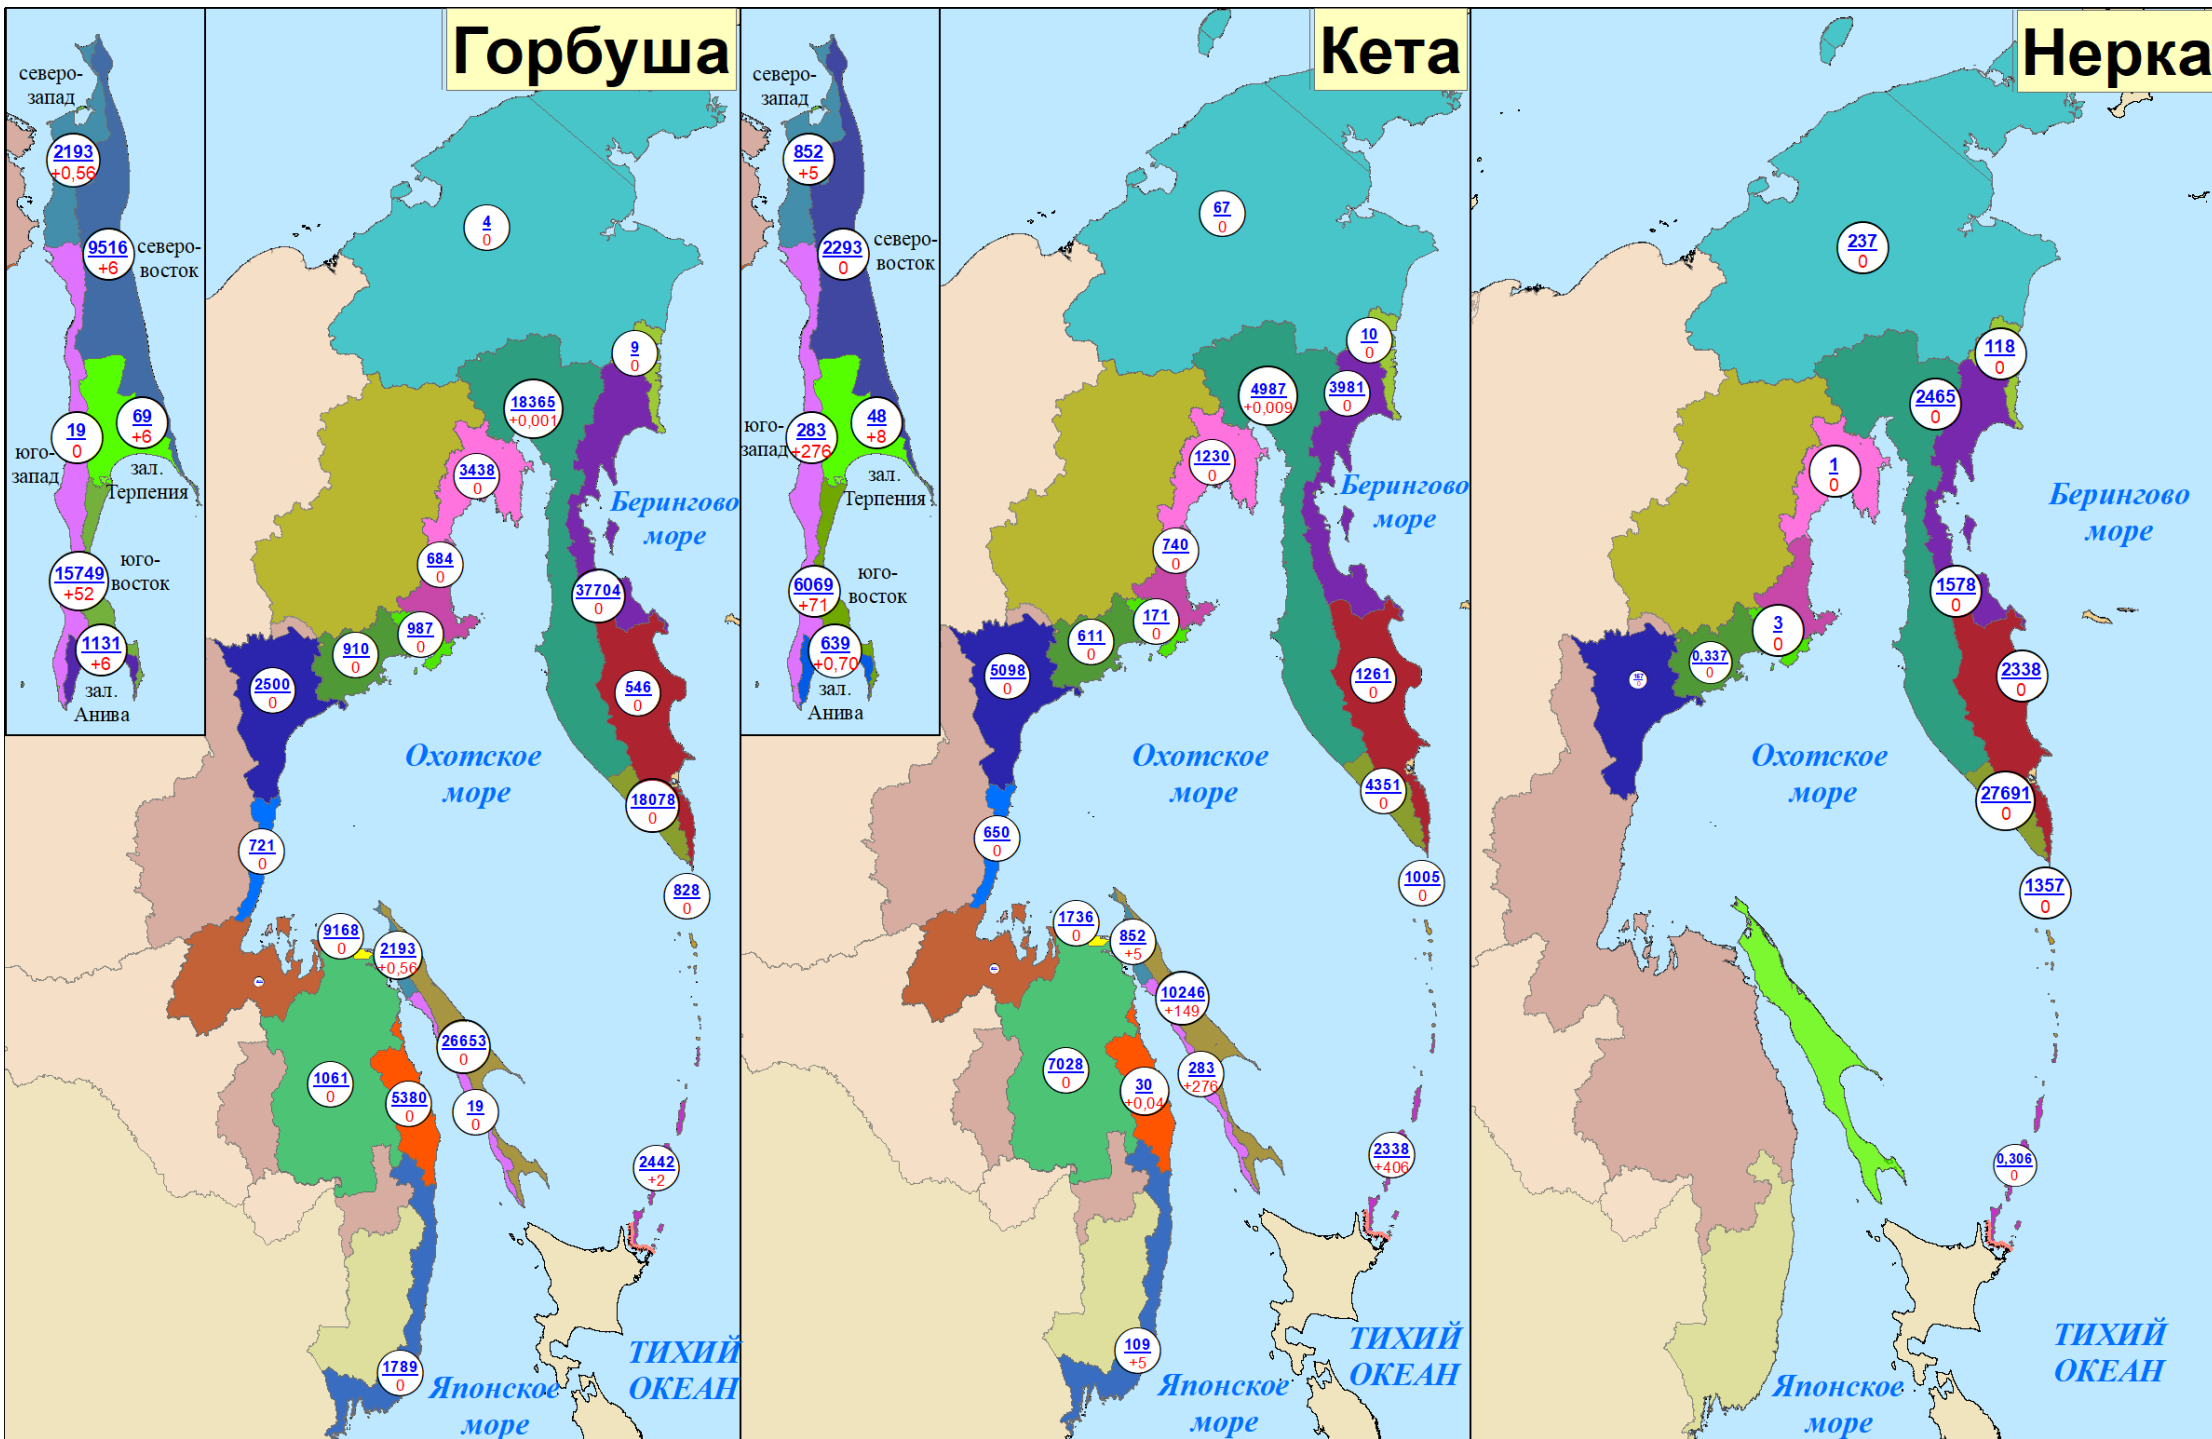 Горбуша
северо-
запад
2193
+0,56
9516
+6
северо-
восток
69
+6
19
0
юго-
запад
зал.
Терпения
15749
+52
юго-
восток
1131
+6
зал.
Анива
4
0
9
0
18365
+0,001
3438
0
Берингово
море
684
0
37704
0
987
0
910
0
2500
0
546
0
Охотское
море
18078
0
721
0
828
0
9168
0
2193
+0,56
26653
0
1061
0
5380
0
19
0
2442
+2
1789
0
ТИХИЙ
ОКЕАН
Японское
море
Кета
северо-
запад
852
+5
2293
0
северо-
восток
48
+8
юго-
запад
283
+276
зал.
Терпения
6069
+71
юго-
восток
639
+0,70
зал.
Анива
67
0
10
0
4987
+0,009
3981
0
1230
0
Берингово
море
740
0
171
0
611
0
5098
0
1261
0
Охотское
море
4351
0
650
0
1005
0
1736
0
852
+5
10246
+149
7028
0
283
+276
30
+0,04
2338
+406
109
+5
ТИХИЙ
ОКЕАН
Японское
море
Нерка
237
0
118
0
2465
0
1
0
Берингово
море
1578
0
3
0
0,337
0
167
0
2338
0
Охотское
море
27691
0
1357
0
0,306
0
ТИХИЙ
ОКЕАН
Японское
море